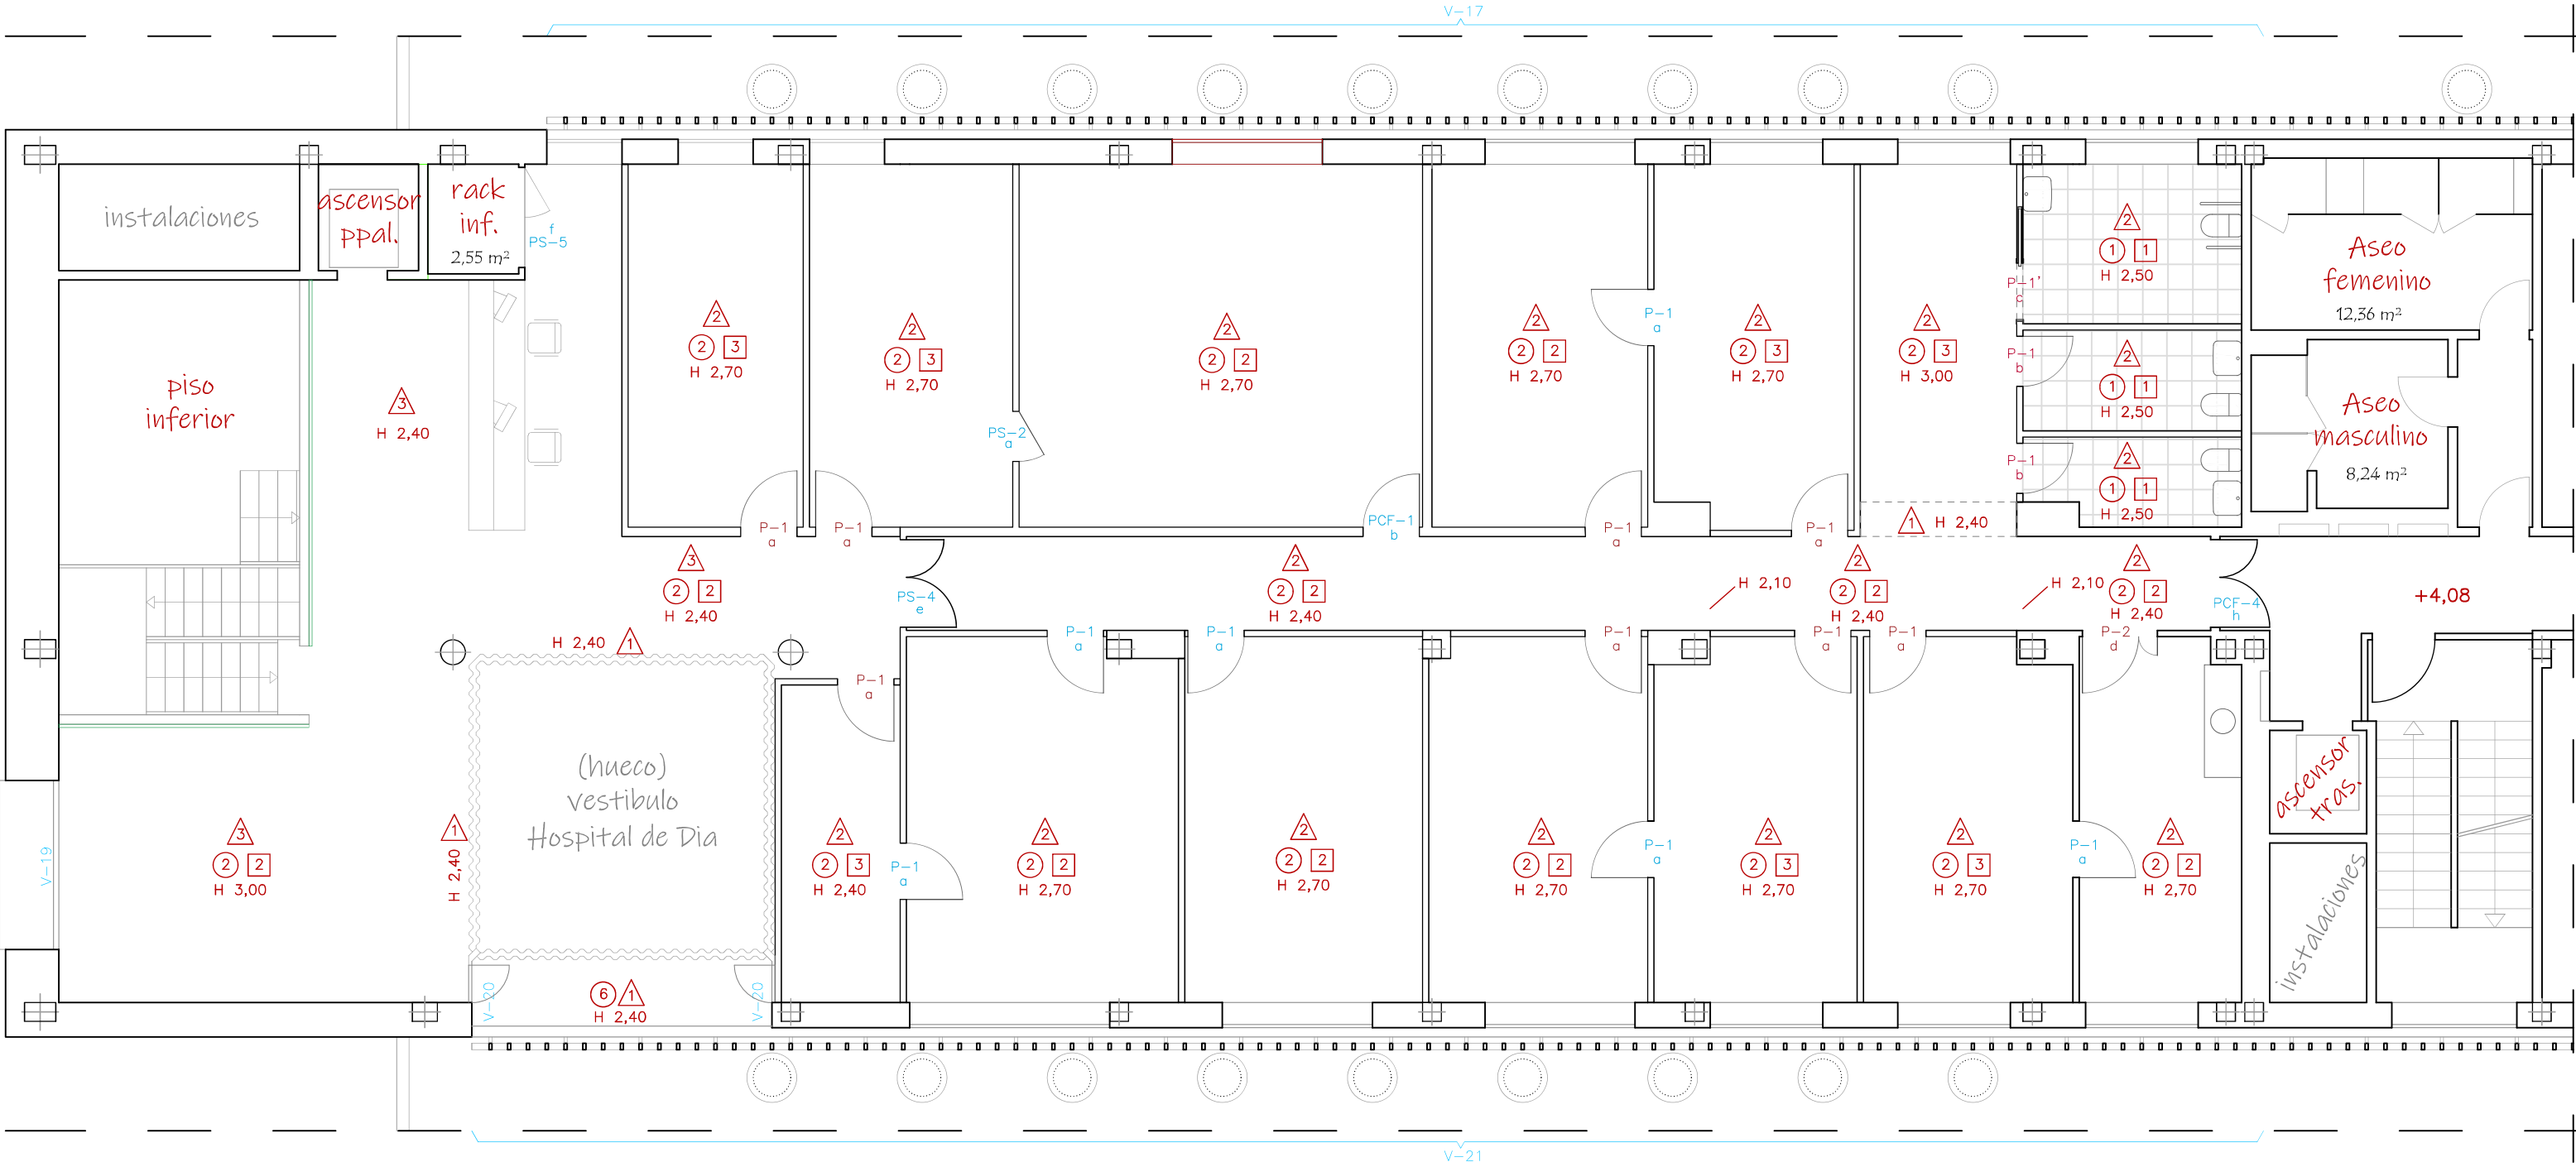 V-17
instalaciones
ascensor
ppal.
rack
inf.
2,55 m²
f
PS-5
piso
inferior
3
H 2,40
2
2 3
H 2,70
2
2 3
H 2,70
PS-2
a
2
2 2
H 2,70
2
2 2
H 2,70
P-1
a
2
2 3
H 2,70
2
2 3
H 3,00
P-1'
c
P-1
b
P-1
b
2
1 1
H 2,50
2
1 1
H 2,50
2
1 1
H 2,50
Aseo
femenino
12,36 m²
Aseo
masculino
8,24 m²
P-1
a
P-1
a
PCF-1
b
P-1
a
P-1
a
1 H 2,40
3
2 2
H 2,40
PS-4
e
2
2 2
H 2,40
H 2,10
2
2 2
H 2,40
H 2,10
2
2 2
H 2,40
PCF-4
h
+4,08
H 2,40 1
P-1
a
P-1
a
P-1
a
P-1
a
P-1
a
P-1
a
P-2
d
(hueco)
vestibulo
Hospital de Dia
V-19
3
2 2
H 3,00
1
H 2,40
2
2 3
H 2,40
P-1
a
2
2 2
H 2,70
2
2 2
H 2,70
2
2 2
H 2,70
P-1
a
2
2 3
H 2,70
2
2 3
H 2,70
P-1
a
2
2 2
H 2,70
ascensor
tras.
instalaciones
V-20
6 1
H 2,40
V-20
V-21